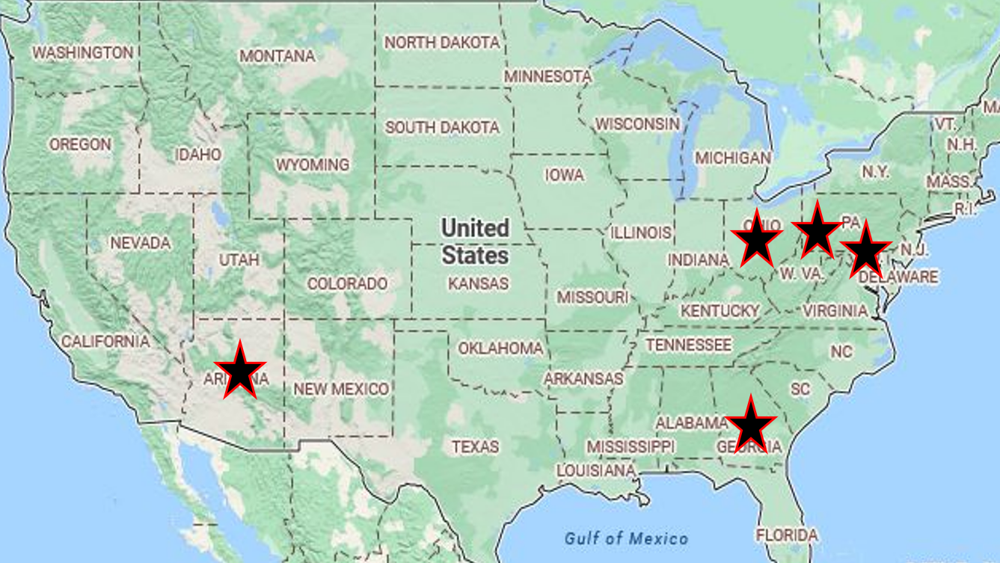 WASHINGTON
MONTANA
NORTH DAKOTA
MINNESOTA
SOUTH DAKOTA
WISCONSIN
VT.
N.H.
OREGON
IDAHO
WYOMING
MICHIGAN
IOWA
N.Y.
MASS.
R.I.
United
States
NEVADA
UTAH
ILLINOIS
PA
N.J.
INDIANA
W. VA.
DELAWARE
COLORADO
KANSAS
MISSOURI
KENTUCKY
VIRGINIA
CALIFORNIA
OKLAHOMA
TENNESSEE
NC
NEW MEXICO
ARKANSAS
SC
ALABAMA
TEXAS
MISSISSIPPI
GEORGIA
LOUISIANA
Gulf of Mexico
FLORIDA